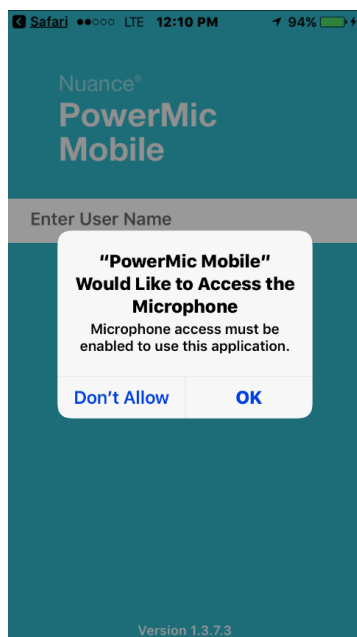 Safari LTE 12:10 PM 94%
Nuance®
PowerMic
Mobile
Enter User Name
"PowerMic Mobile"
Would Like to Access the
Microphone
Microphone access must be
enabled to use this application.
Don't Allow OK
Version 1.3.7.3